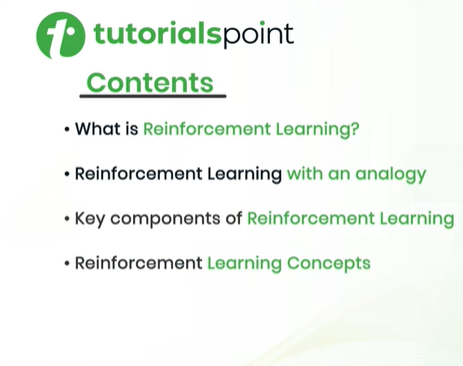 tutorialspoint
Contents
• What is Reinforcement Learning?
• Reinforcement Learning with an analogy
• Key components of Reinforcement Learning
• Reinforcement Learning Concepts